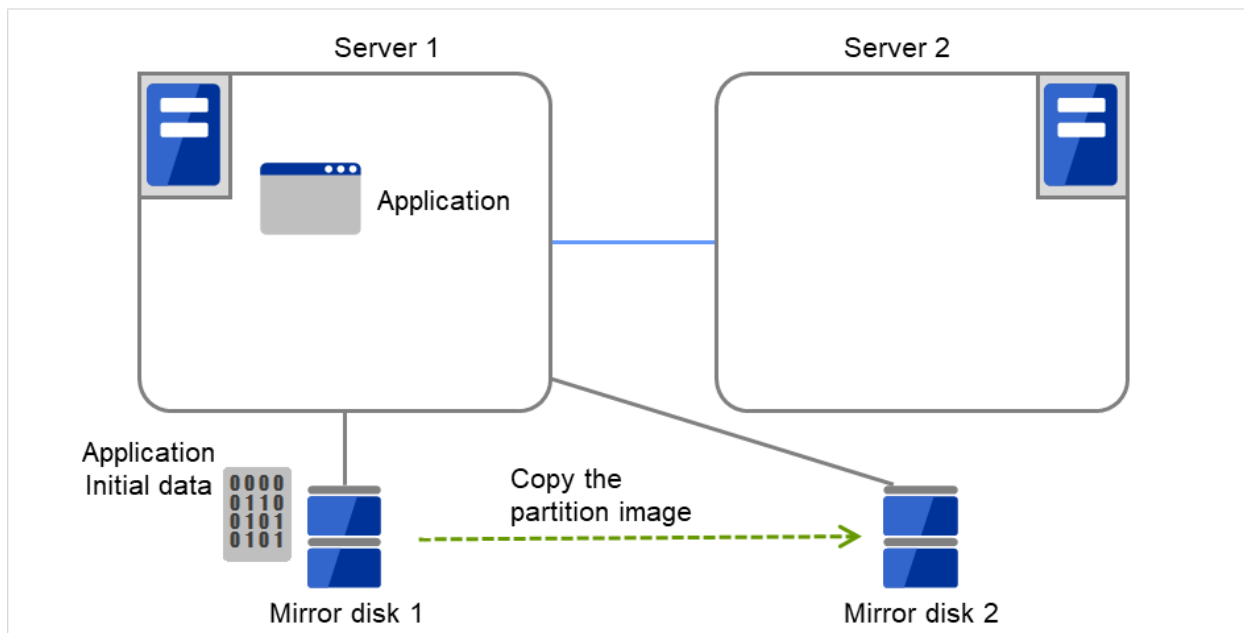 Server 1
Server 2
Application
Application
Initial data
0000
0110
0101
0101
Copy the
partition image
Mirror disk 1
Mirror disk 2